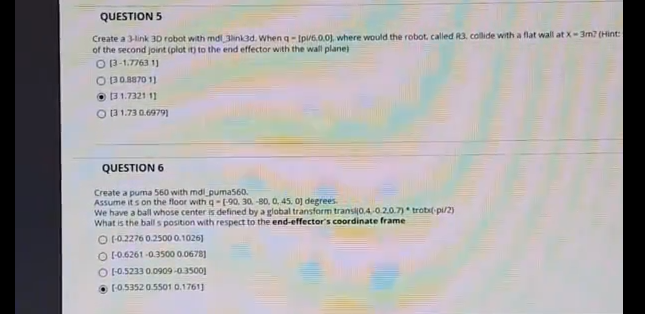 QUESTION 5
Create a 3-link 3D robot with mdl_3link3d. When q = [pi/6,0,0], where would the robot, called R3, collide with a flat wall at X = 3m? (Hint:
of the second joint (plot it) to the end effector with the wall plane)
[3 -1.7763 1]
[3 0.8870 1]
[3 1.7321 1]
[3 1.73 0.6979]
QUESTION 6
Create a puma 560 with mdl_puma560.
Assume it s on the floor with q = [-90, 30, -80, 0, 45, 0] degrees.
We have a ball whose center is defined by a global transform transl(0.4,-0.2,0.7) * trotx(-pi/2)
What is the ball s position with respect to the end-effector's coordinate frame
[-0.2276 0.2500 0.1026]
[-0.6261 -0.3500 0.0678]
[-0.5233 0.0909 -0.3500]
[-0.5352 0.5501 0.1761]